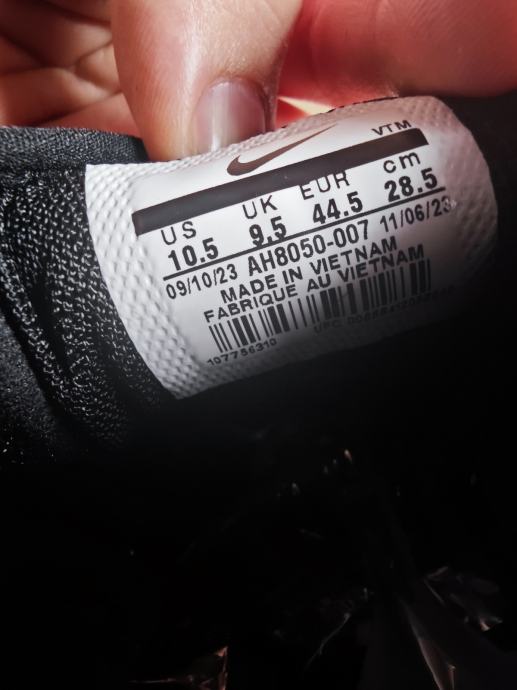 VTM
US UK EUR cm
10.5 9.5 44.5 28.5
09/10/23 AH8050-007 11/06/23
MADE IN VIETNAM
FABRIQUE AU VIETNAM
107756310